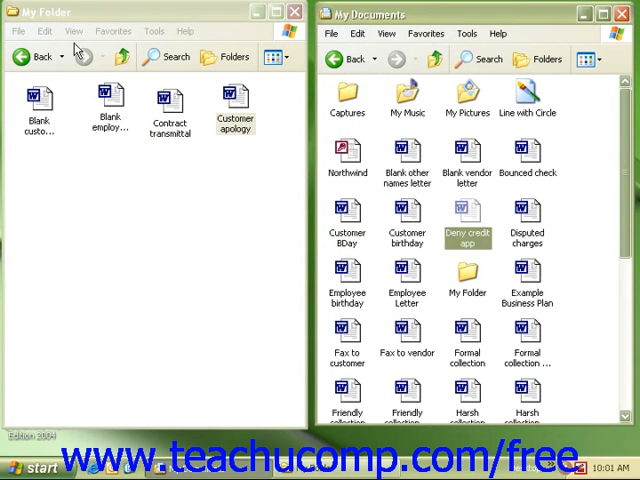 My Folder
File Edit View Favorites Tools Help
Back Search Folders
Blank
custo...
Blank
employ...
Contract
transmittal
Customer
apology
My Documents
File Edit View Favorites Tools Help
Back Search Folders
Captures My Music My Pictures Line with Circle
Northwind Blank other
names letter Blank vendor
letter Bounced check
Customer
BDay Customer
birthday Deny credit
app Disputed
charges
Employee
birthday Employee
Letter My Folder Example
Business Plan
Fax to
customer Fax to vendor Formal
collection Formal
collection ...
Friendly Friendly Harsh Harsh
Edition 2004
start 10:01 AM
www.teachucomp.com/free